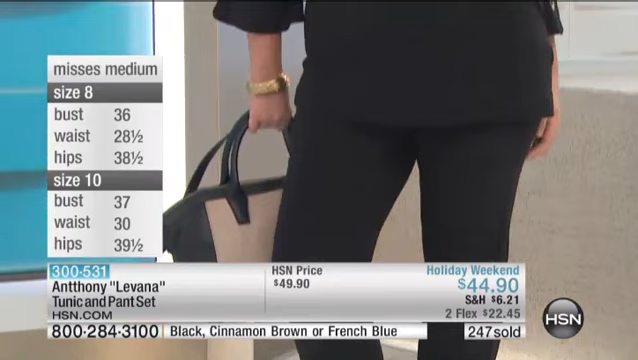 misses medium
size 8
bust 36
waist 28½
hips 38½
size 10
bust 37
waist 30
hips 39½
300-531
Antthony "Levana"
Tunic and Pant Set
HSN.COM
HSN Price
$49.90
Holiday Weekend
$44.90
S&H $6.21
2 Flex $22.45
HSN
800-284-3100 Black, Cinnamon Brown or French Blue 247sold